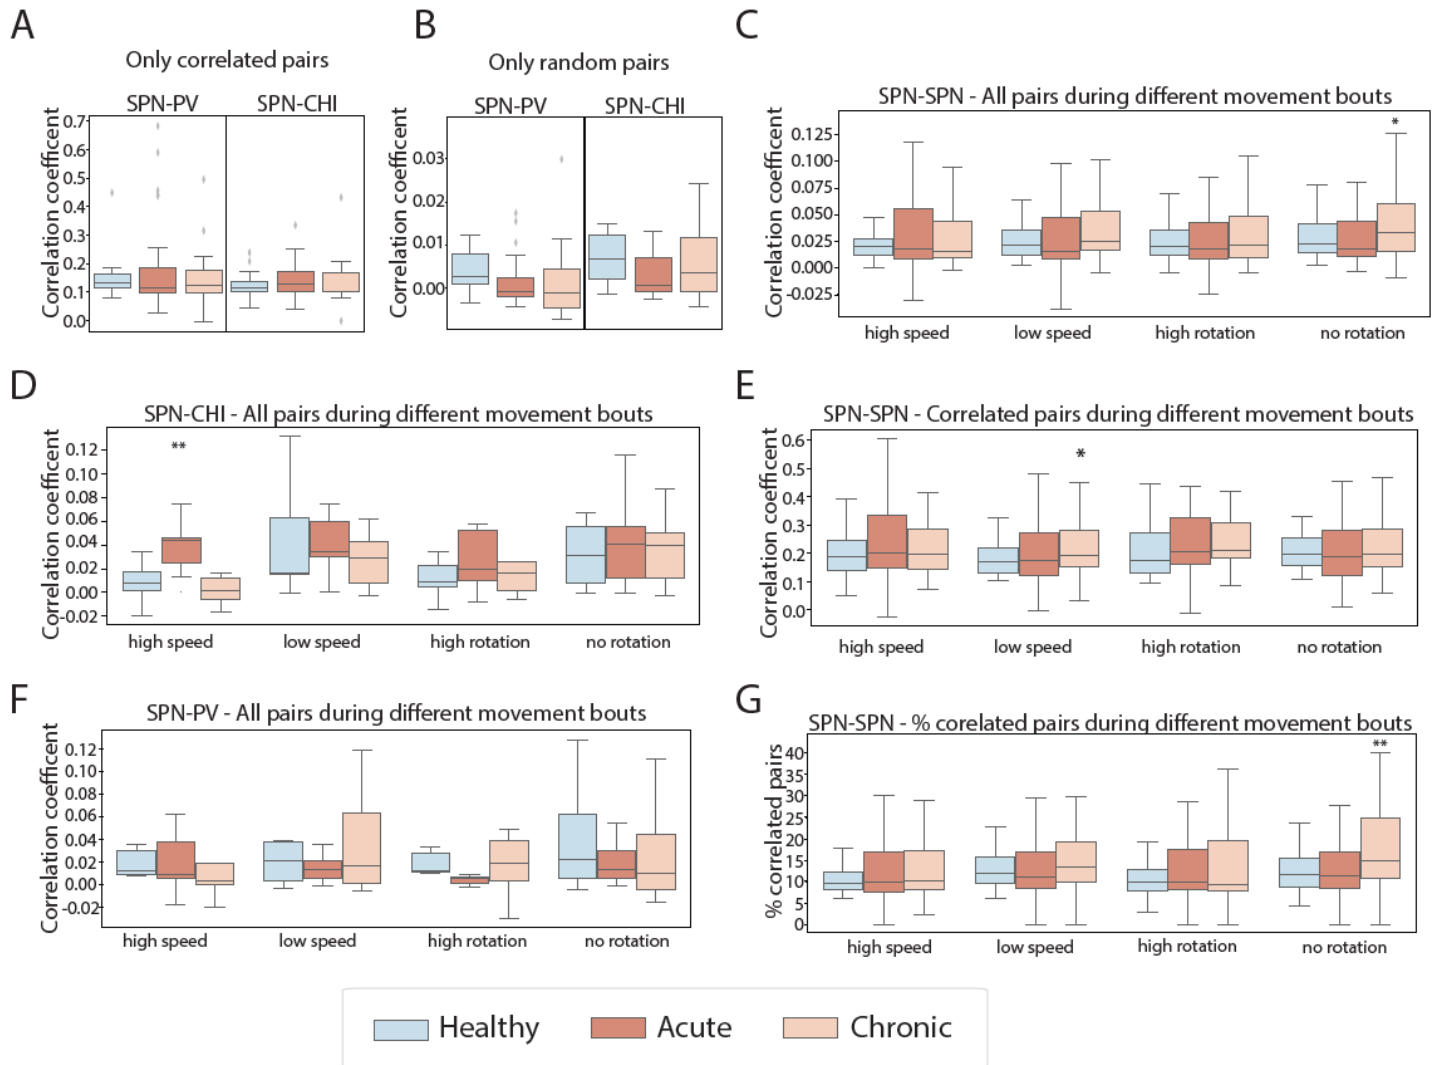 A
Only correlated pairs
SPN-PV
SPN-CHI
Correlation coefficent
0.7
0.6
0.5
0.4
0.3
0.2
0.1
0.0
B
Only random pairs
SPN-PV
SPN-CHI
Correlation coefficent
0.03
0.02
0.01
0.00
C
SPN-SPN - All pairs during different movement bouts
Correlation coefficent
0.125
0.100
0.075
0.050
0.025
0.000
-0.025
*
high speed
low speed
high rotation
no rotation
D
SPN-CHI - All pairs during different movement bouts
Correlation coefficent
0.12
0.10
0.08
0.06
0.04
0.02
0.00
-0.02
**
high speed
low speed
high rotation
no rotation
E
SPN-SPN - Correlated pairs during different movement bouts
Correlation coefficent
0.6
0.5
0.4
0.3
0.2
0.1
0.0
*
high speed
low speed
high rotation
no rotation
F
SPN-PV - All pairs during different movement bouts
Correlation coefficent
0.12
0.10
0.08
0.06
0.04
0.02
0.00
-0.02
high speed
low speed
high rotation
no rotation
G
SPN-SPN - % corelated pairs during different movement bouts
% correlated pairs
40
35
30
25
20
15
10
5
0
**
high speed
low speed
high rotation
no rotation
Healthy
Acute
Chronic